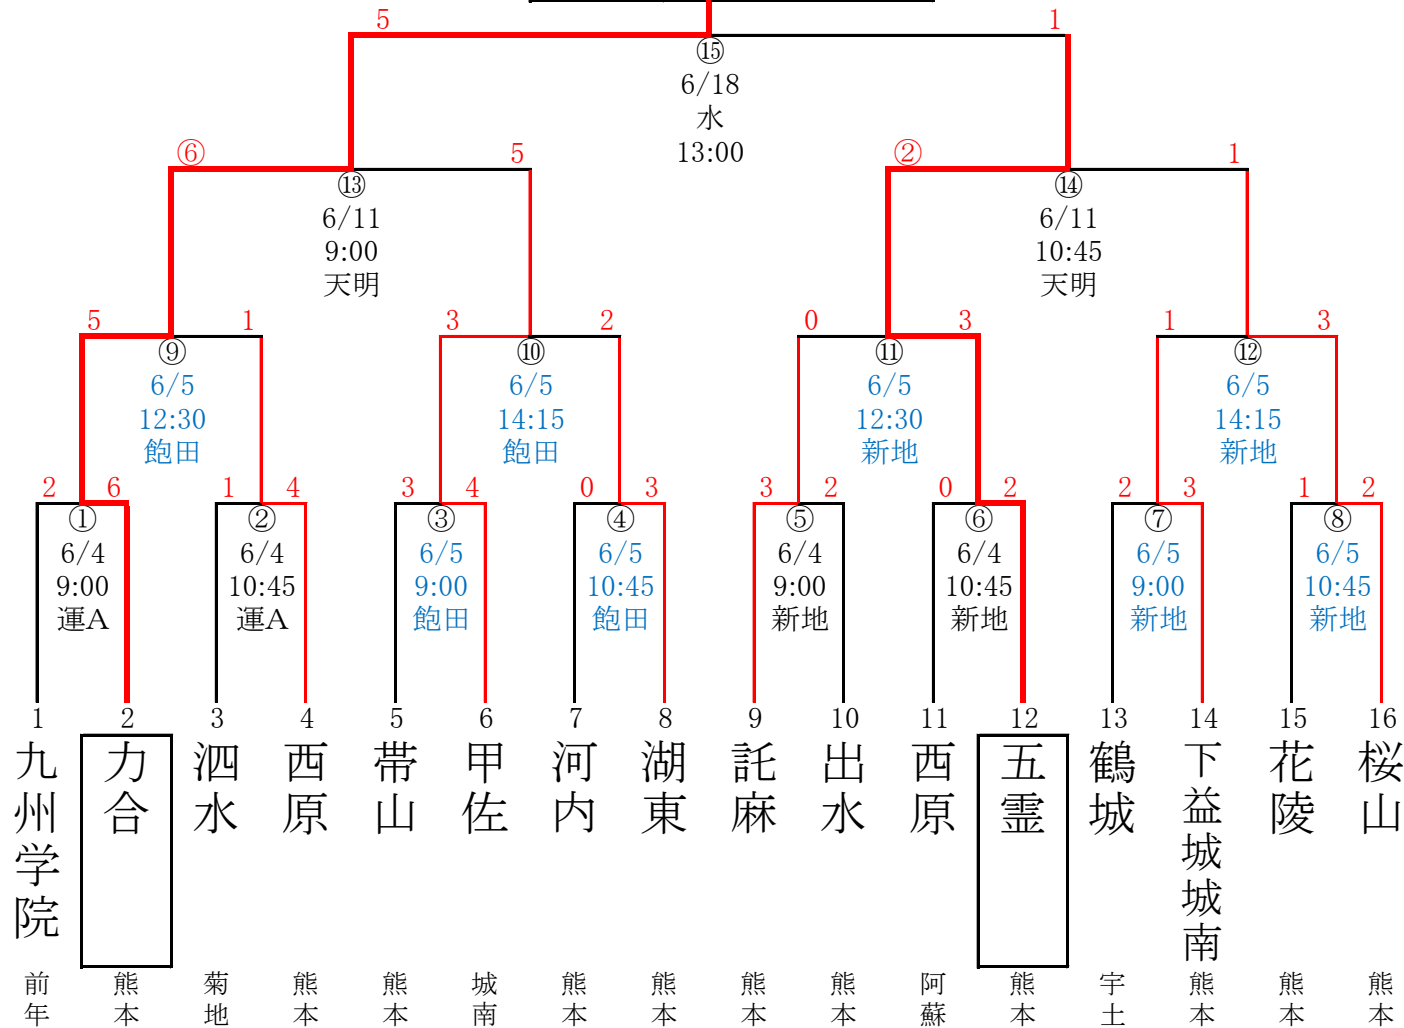 5 1
⑮
6/18
水
13:00
⑥ 5 ② 1
⑬ ⑭
6/11 6/11
9:00 10:45
天明 天明
5 1 3 2 0 3 1 3
⑨ ⑩ ⑪ ⑫
6/5 6/5 6/5 6/5
12:30 14:15 12:30 14:15
飽田 飽田 新地 新地
2 6 1 4 3 4 0 3 3 2 0 2 2 3 1 2
① ② ③ ④ ⑤ ⑥ ⑦ ⑧
6/4 6/4 6/5 6/5 6/4 6/4 6/5 6/5
9:00 10:45 9:00 10:45 9:00 10:45 9:00 10:45
運A 運A 飽田 飽田 新地 新地 新地 新地
1 2 3 4 5 6 7 8 9 10 11 12 13 14 15 16
九州学院
力合
泗水
西原
帯山
甲佐
河内
湖東
託麻
出水
西原
五霊
鶴城
下益城城南
花陵
桜山
前年
熊本
菊地
熊本
熊本
城南
熊本
熊本
熊本
熊本
阿蘇
熊本
宇土
熊本
熊本
熊本